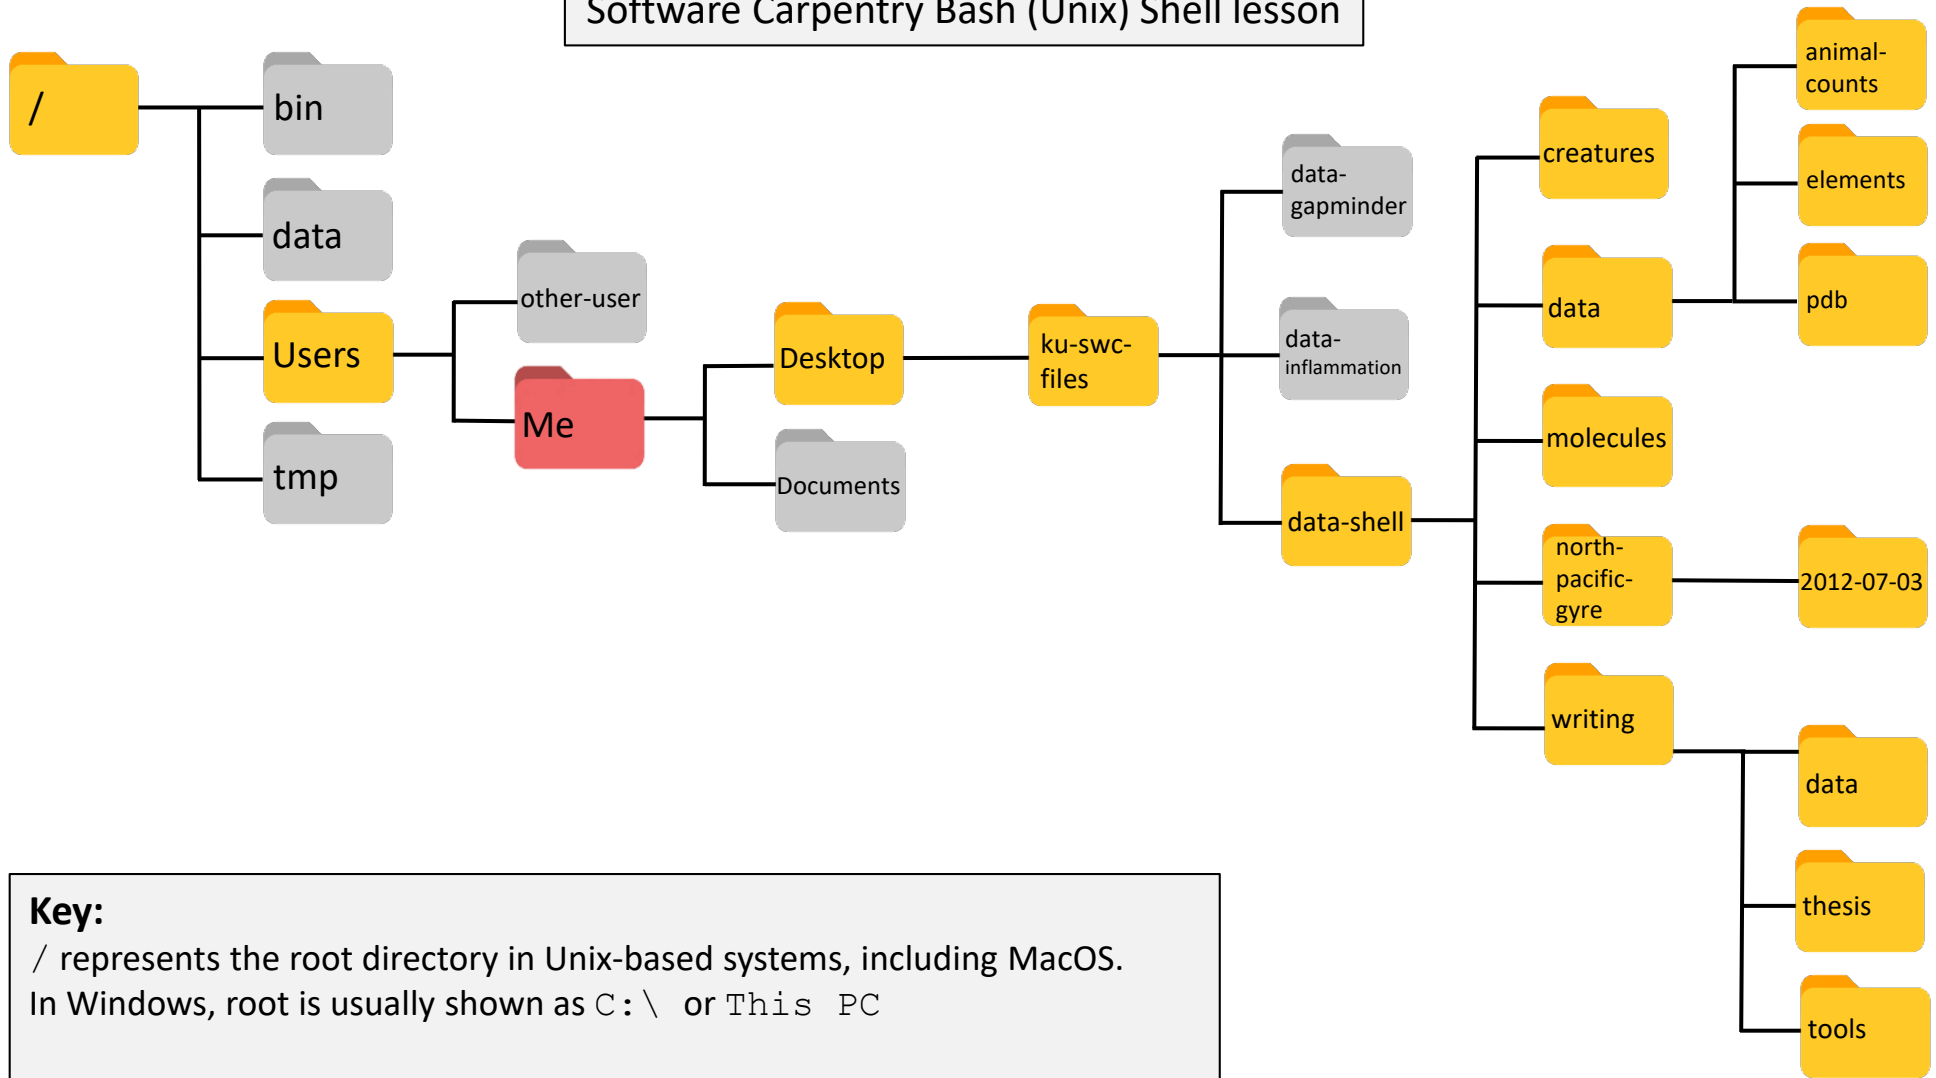 Software Carpentry Bash (Unix) Shell lesson
/
bin
data
Users
tmp
other-user
Me
Desktop
Documents
ku-swc-
files
data-
gapminder
data-
inflammation
data-shell
creatures
data
molecules
north-
pacific-
gyre
writing
animal-
counts
elements
pdb
2012-07-03
data
thesis
tools
Key:
/ represents the root directory in Unix-based systems, including MacOS.
In Windows, root is usually shown as C:\ or This PC